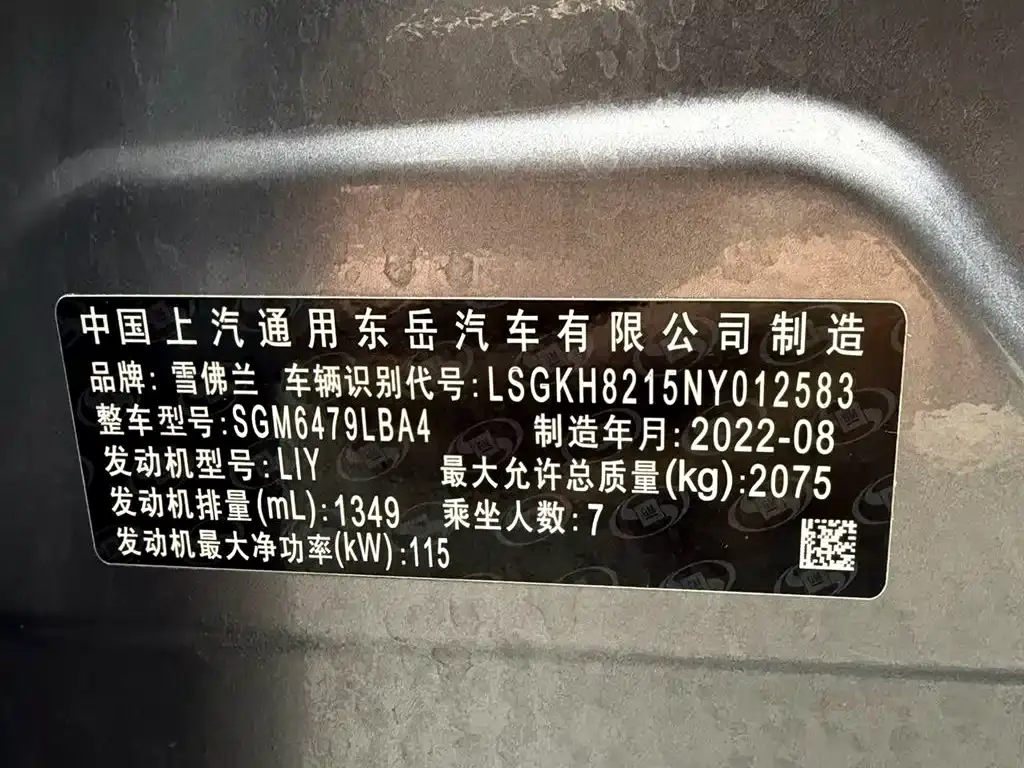 中国上汽通用东岳汽车有限公司制造
品牌: 雪佛兰 车辆识别代号:LSGKH8215NY012583
整车型号:SGM6479LBA4 制造年月:2022-08
发动机型号:LIY 最大允许总质量(kg):2075
发动机排量(mL):1349 乘坐人数:7
发动机最大净功率(kW):115